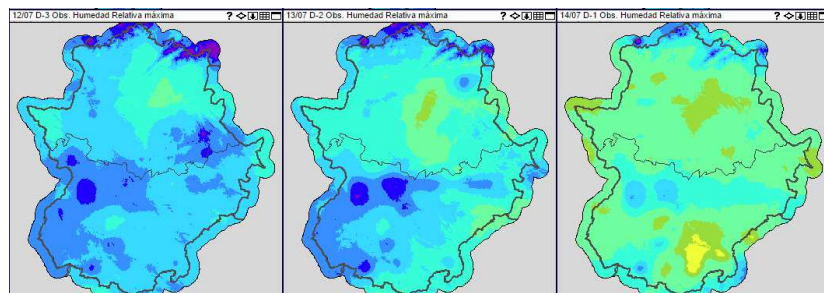 12/07 D-3 Obs. Humedad Relativa máxima ?
13/07 D-2 Obs. Humedad Relativa máxima ?
14/07 D-1 Obs. Humedad Relativa máxima ?